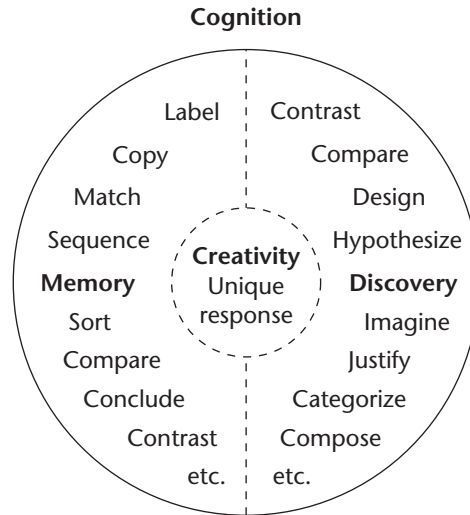 Cognition
Label
Copy
Match
Sequence
Memory
Sort
Compare
Conclude
Contrast
etc.
Creativity
Unique
response
Contrast
Compare
Design
Hypothesize
Discovery
Imagine
Justify
Categorize
Compose
etc.